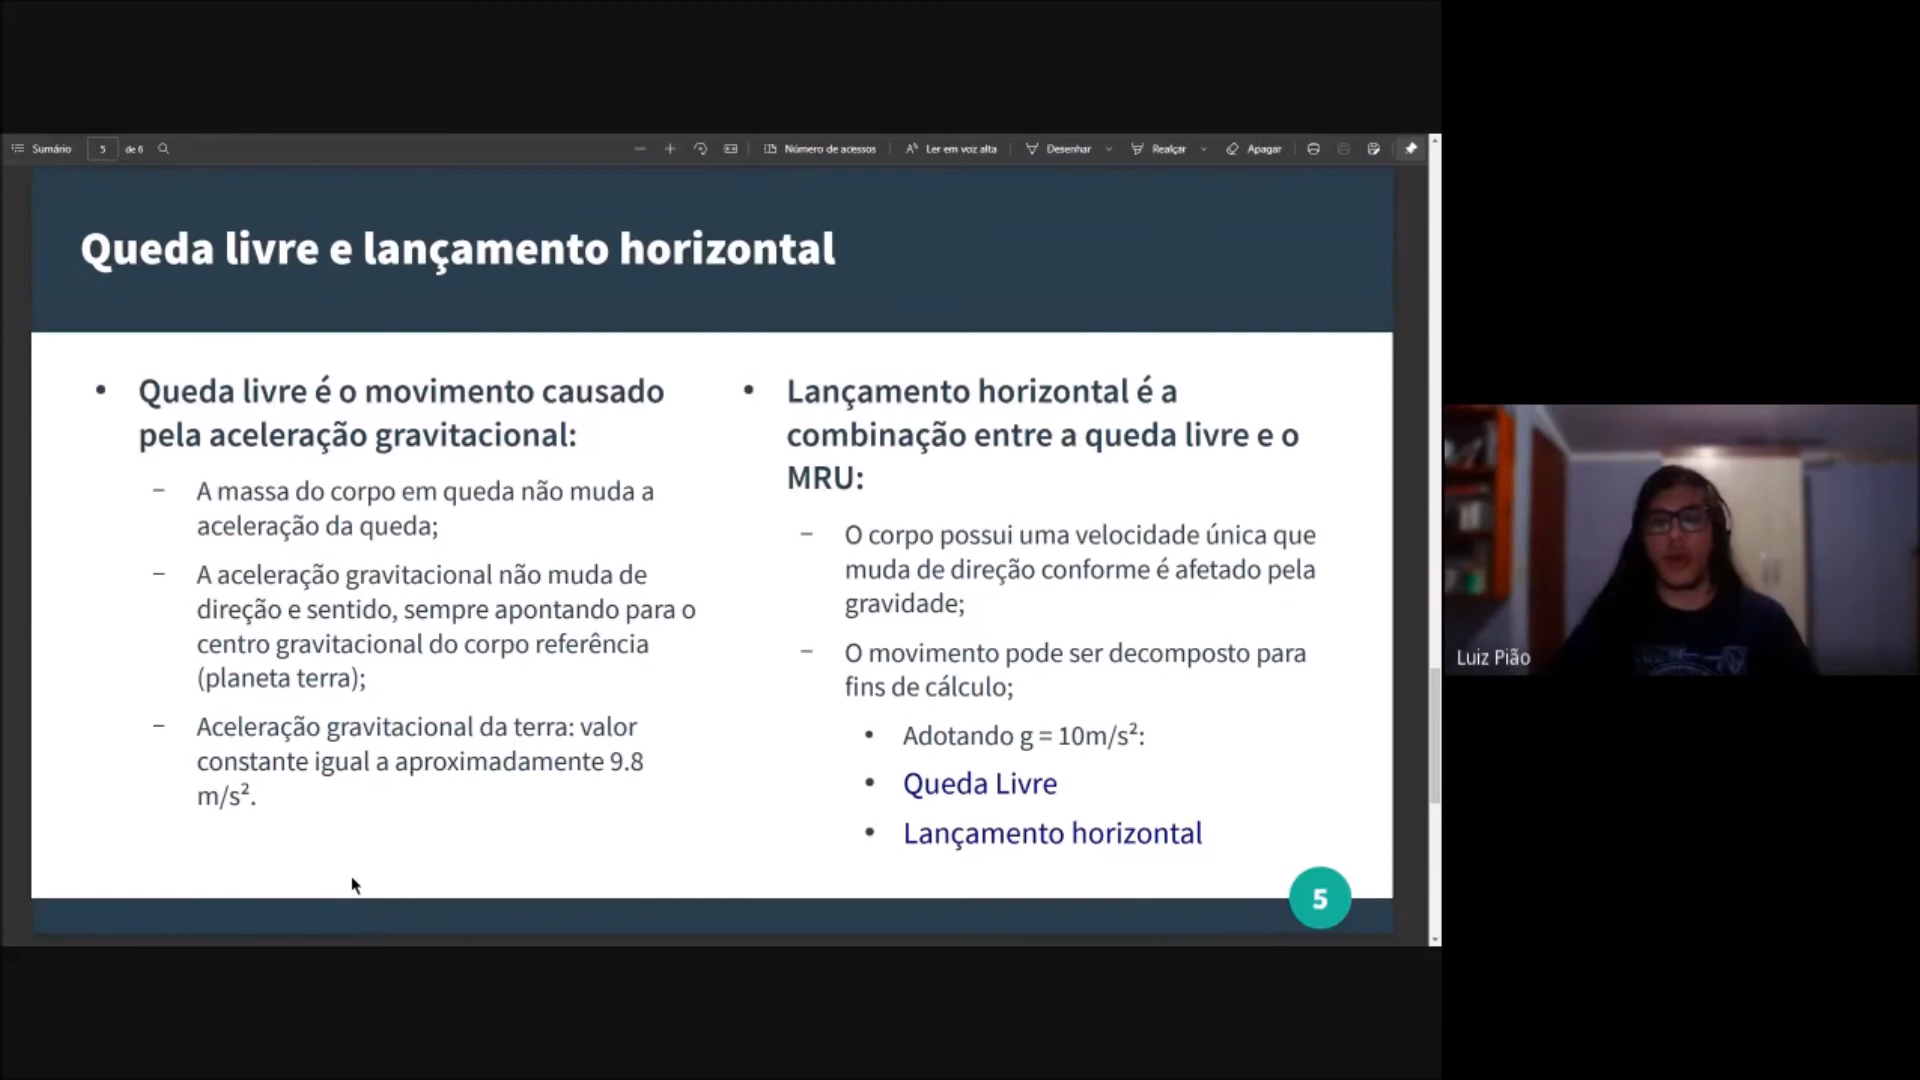 Sumário
5
de 6
Número de acessos
Ler em voz alta
Desenhar
Realçar
Apagar
Queda livre e lançamento horizontal
• Queda livre é o movimento causado
pela aceleração gravitacional:
– A massa do corpo em queda não muda a
aceleração da queda;
– A aceleração gravitacional não muda de
direção e sentido, sempre apontando para o
centro gravitacional do corpo referência
(planeta terra);
– Aceleração gravitacional da terra: valor
constante igual a aproximadamente 9.8
m/s².
• Lançamento horizontal é a
combinação entre a queda livre e o
MRU:
– O corpo possui uma velocidade única que
muda de direção conforme é afetado pela
gravidade;
– O movimento pode ser decomposto para
fins de cálculo;
• Adotando g = 10m/s²:
• Queda Livre
• Lançamento horizontal
5
Luiz Pião